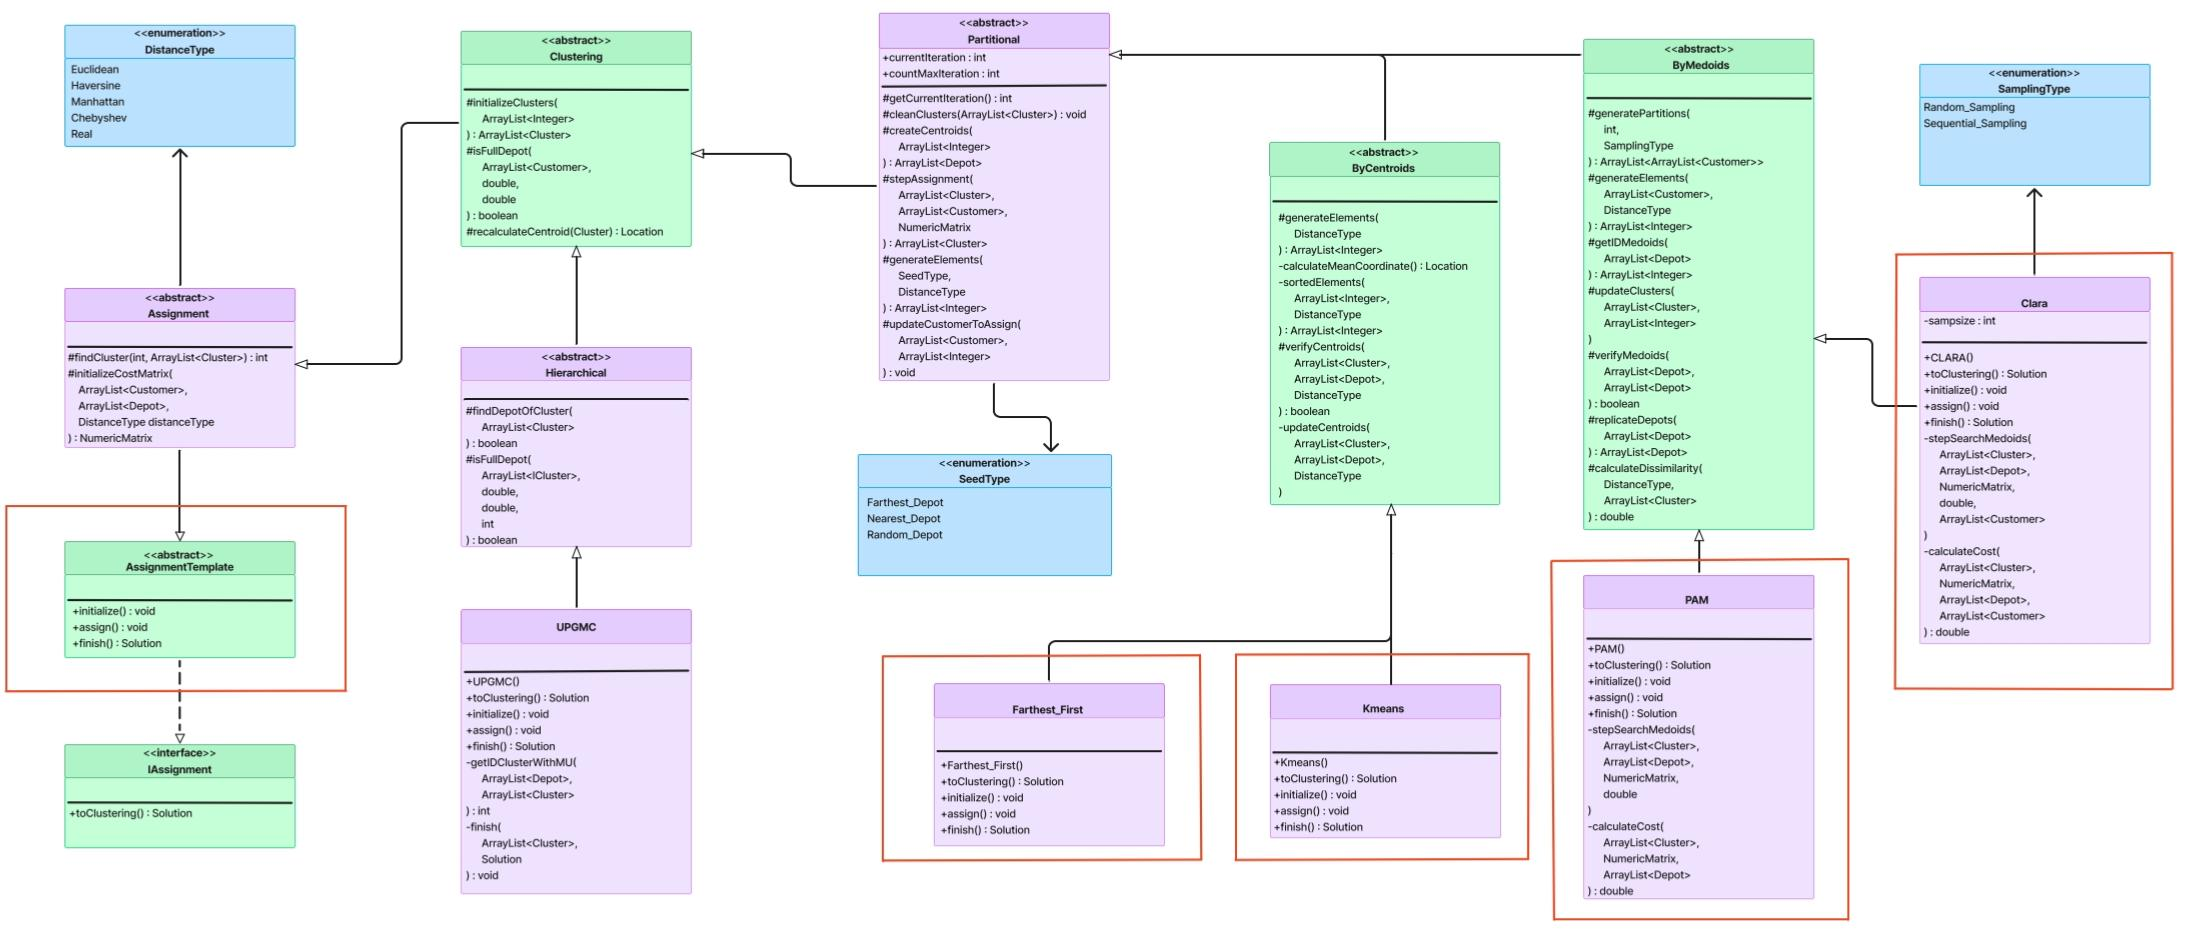 <<enumeration>>
DistanceType
Euclidean
Haversine
Manhattan
Chebyshev
Real
<<abstract>>
Assignment
#findCluster(int, ArrayList<Cluster>) : int
#initializeCostMatrix(
ArrayList<Customer>,
ArrayList<Depot>,
DistanceType distanceType
) : NumericMatrix
<<abstract>>
AssignmentTemplate
+initialize() : void
+assign() : void
+finish() : Solution
<<interface>>
IAssignment
+toClustering() : Solution
<<abstract>>
Clustering
#initializeClusters(
ArrayList<Integer>
) : ArrayList<Cluster>
#isFullDepot(
ArrayList<Customer>,
double,
double
) : boolean
#recalculateCentroid(Cluster) : Location
<<abstract>>
Hierarchical
#findDepotOfCluster(
ArrayList<Cluster>
) : boolean
#isFullDepot(
ArrayList<ICluster>,
double,
double,
int
) : boolean
UPGMC
+UPGMC()
+toClustering() : Solution
+initialize() : void
+assign() : void
+finish() : Solution
-getIDClusterWithMU(
ArrayList<Depot>,
ArrayList<Cluster>
) : int
-finish(
ArrayList<Cluster>,
Solution
) : void
<<abstract>>
Partitional
+currentIteration : int
+countMaxIteration : int
#getCurrentIteration() : int
#cleanClusters(ArrayList<Cluster>) : void
#createCentroids(
ArrayList<Integer>
) : ArrayList<Depot>
#stepAssignment(
ArrayList<Cluster>,
ArrayList<Customer>,
NumericMatrix
) : ArrayList<Cluster>
#generateElements(
SeedType,
DistanceType
) : ArrayList<Integer>
#updateCustomerToAssign(
ArrayList<Customer>,
ArrayList<Integer>
) : void
<<enumeration>>
SeedType
Farthest_Depot
Nearest_Depot
Random_Depot
Farthest_First
+Farthest_First()
+toClustering() : Solution
+initialize() : void
+assign() : void
+finish() : Solution
<<abstract>>
ByCentroids
#generateElements(
DistanceType
) : ArrayList<Integer>
-calculateMeanCoordinate() : Location
-sortedElements(
ArrayList<Integer>,
DistanceType
) : ArrayList<Integer>
#verifyCentroids(
ArrayList<Cluster>,
ArrayList<Depot>,
DistanceType
) : boolean
-updateCentroids(
ArrayList<Cluster>,
ArrayList<Depot>,
DistanceType
)
Kmeans
+Kmeans()
+toClustering() : Solution
+initialize() : void
+assign() : void
+finish() : Solution
<<abstract>>
ByMedoids
#generatePartitions(
int,
SamplingType
) : ArrayList<ArrayList<Customer>>
#generateElements(
ArrayList<Customer>,
DistanceType
) : ArrayList<Integer>
#getIDMedoids(
ArrayList<Depot>
) : ArrayList<Integer>
#updateClusters(
ArrayList<Cluster>,
ArrayList<Integer>
)
#verifyMedoids(
ArrayList<Depot>,
ArrayList<Depot>
) : boolean
#replicateDepots(
ArrayList<Depot>
) : ArrayList<Depot>
#calculateDissimilarity(
DistanceType,
ArrayList<Cluster>
) : double
PAM
+PAM()
+toClustering() : Solution
+initialize() : void
+assign() : void
+finish() : Solution
-stepSearchMedoids(
ArrayList<Cluster>,
ArrayList<Depot>,
NumericMatrix,
double
)
-calculateCost(
ArrayList<Cluster>,
NumericMatrix,
ArrayList<Depot>
) : double
<<enumeration>>
SamplingType
Random_Sampling
Sequential_Sampling
Clara
-sampsize : int
+CLARA()
+toClustering() : Solution
+initialize() : void
+assign() : void
+finish() : Solution
-stepSearchMedoids(
ArrayList<Cluster>,
ArrayList<Depot>,
NumericMatrix,
double,
ArrayList<Customer>
)
-calculateCost(
ArrayList<Cluster>,
NumericMatrix,
ArrayList<Depot>,
ArrayList<Customer>
) : double